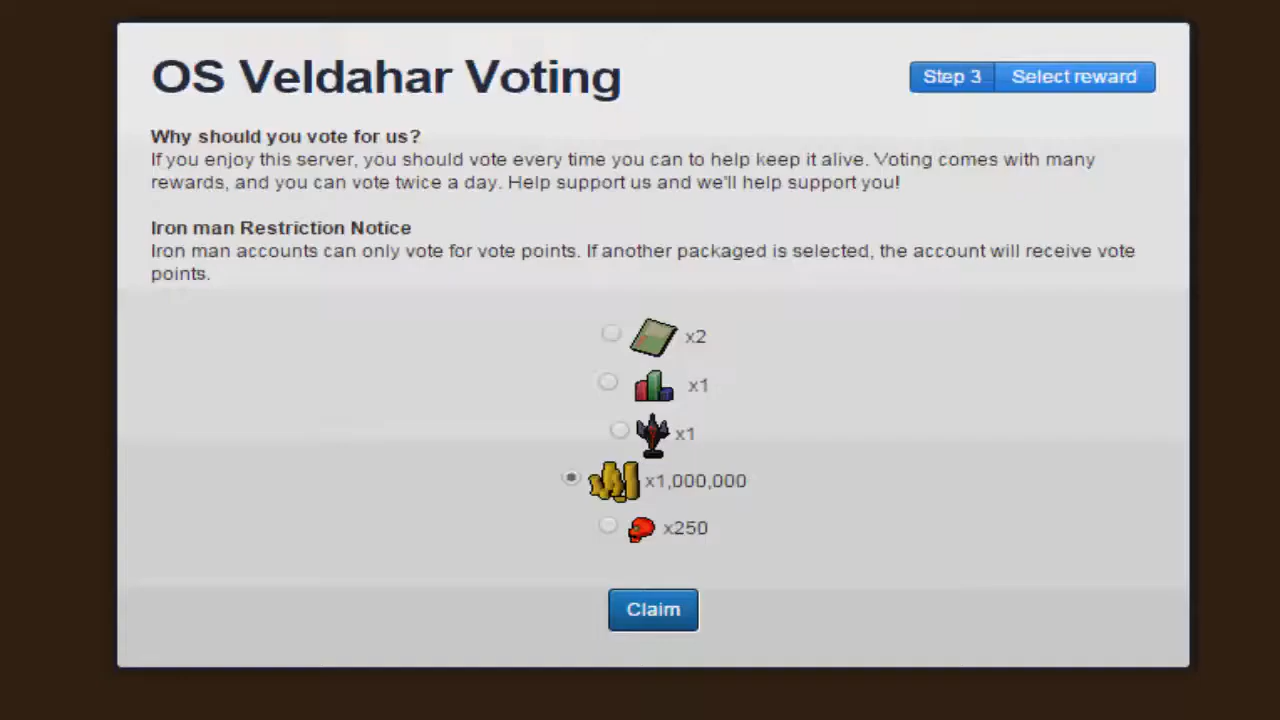 OS Veldahar Voting
Step 3 Select reward
Why should you vote for us?
If you enjoy this server, you should vote every time you can to help keep it alive. Voting comes with many
rewards, and you can vote twice a day. Help support us and we'll help support you!
Iron man Restriction Notice
Iron man accounts can only vote for vote points. If another packaged is selected, the account will receive vote
points.
x2
x1
x1
x1,000,000
x250
Claim